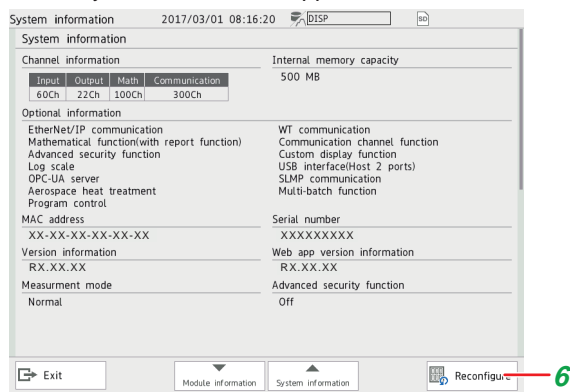 System information 2017/03/01 08:16:20 DISP SD
System information
Channel information
Input Output Math Communication
60Ch 22Ch 100Ch 300Ch
Internal memory capacity
500 MB
Optional information
EtherNet/IP communication
Mathematical function(with report function)
Advanced security function
Log scale
OPC-UA server
Aerospace heat treatment
Program control
WT communication
Communication channel function
Custom display function
USB interface(Host 2 ports)
SLMP communication
Multi-batch function
MAC address
XX-XX-XX-XX-XX-XX
Serial number
XXXXXXXXX
Version information
RX.XX.XX
Web app version information
RX.XX.XX
Measurment mode
Normal
Advanced security function
Off
Exit
Module information
System information
Reconfigure
6